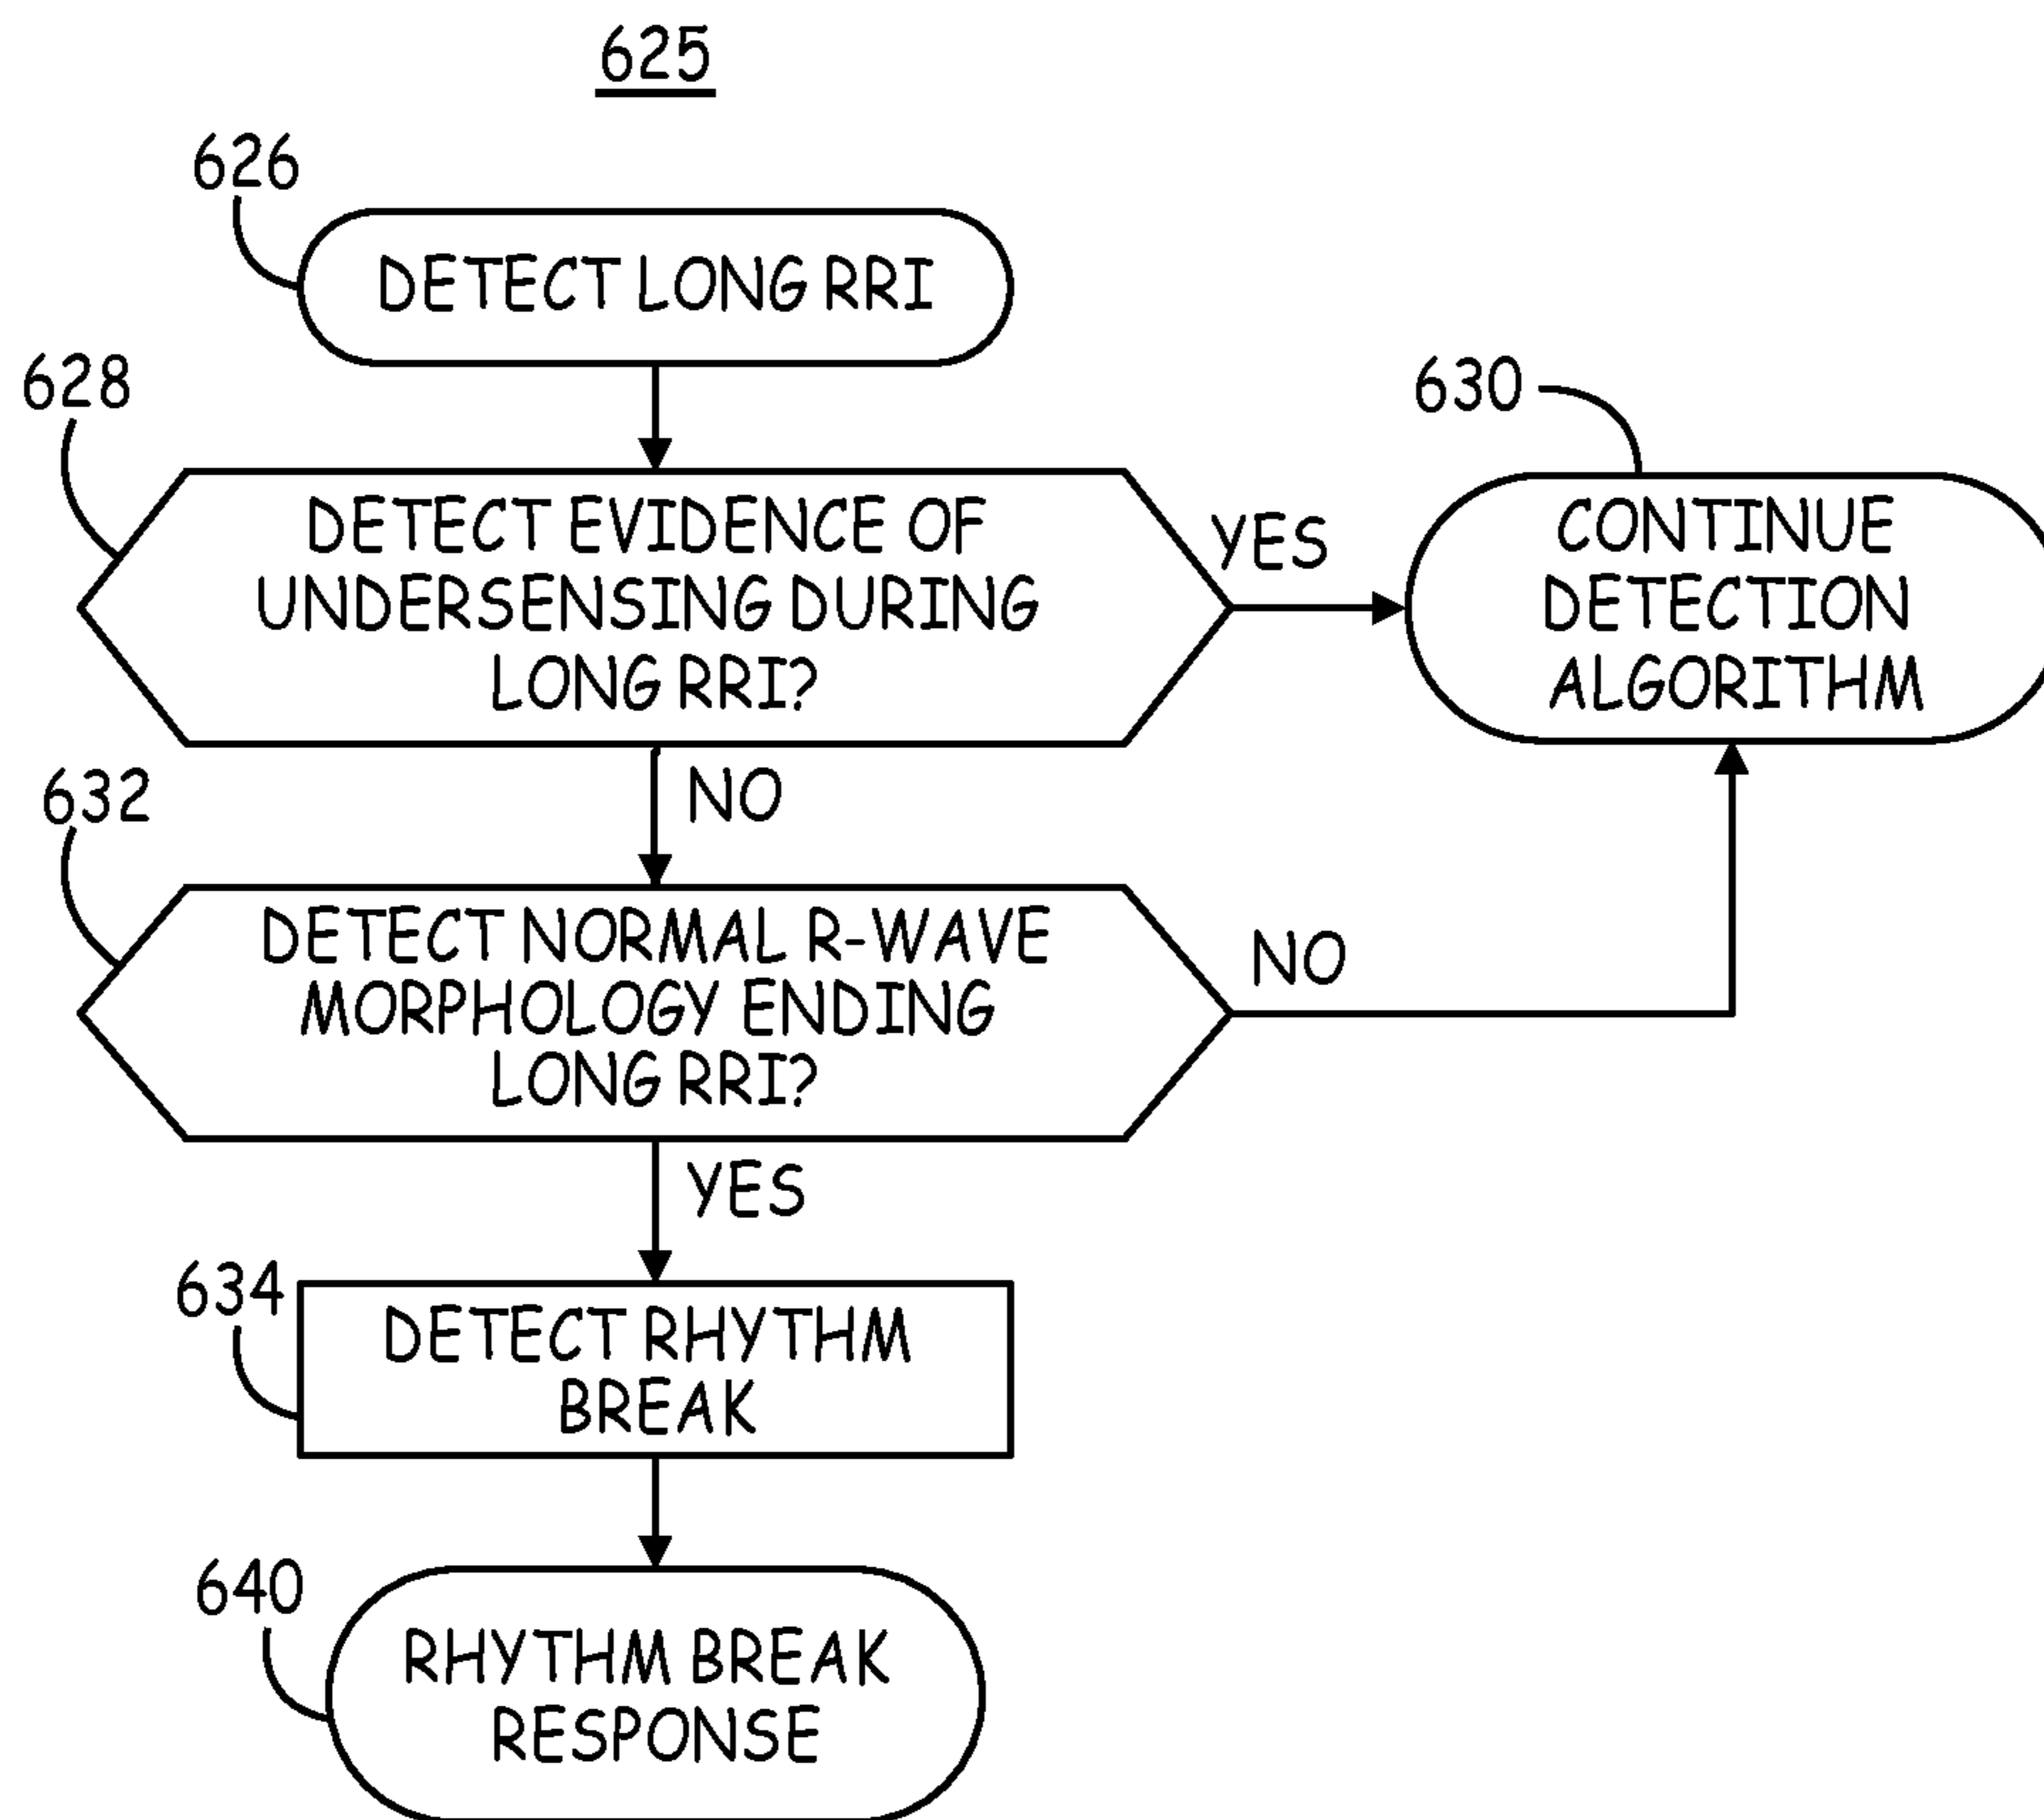 625
626
DETECT LONG RRI
628
DETECT EVIDENCE OF
UNDERSENSING DURING
LONG RRI?
YES
630
CONTINUE
DETECTION
ALGORITHM
NO
632
DETECT NORMAL R-WAVE
MORPHOLOGY ENDING
LONG RRI?
NO
YES
634
DETECT RHYTHM
BREAK
640
RHYTHM BREAK
RESPONSE